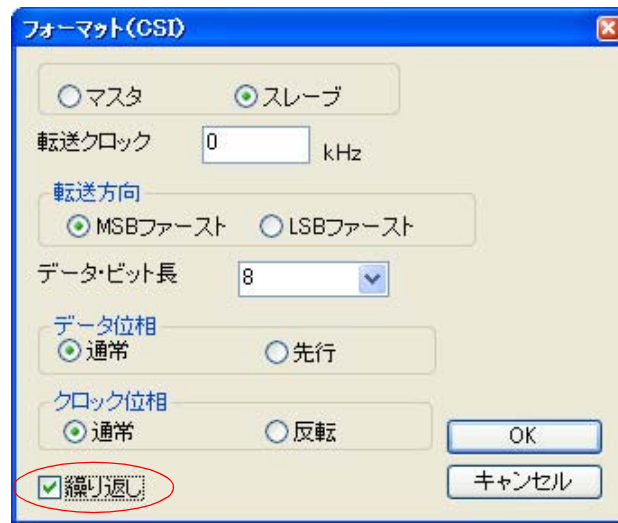 フォーマット(CSI)
マスタ スレーブ
転送クロック 0 kHz
転送方向
MSBファースト LSBファースト
データ・ビット長 8
データ位相
通常 先行
クロック位相
通常 反転
OK
繰り返し
キャンセル